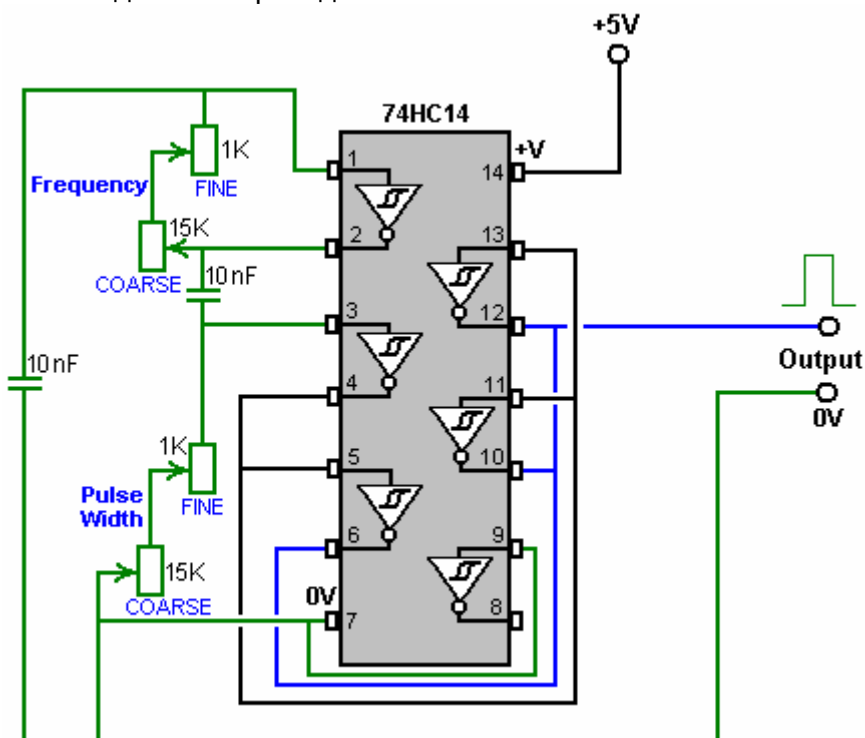 +5V
74HC14
+V
1K
FINE
Frequency
15K
COARSE
10nF
10nF
1K
FINE
Pulse
Width
15K
COARSE
0V
1
2
3
4
5
6
7
14
13
12
11
10
9
8
Output
0V